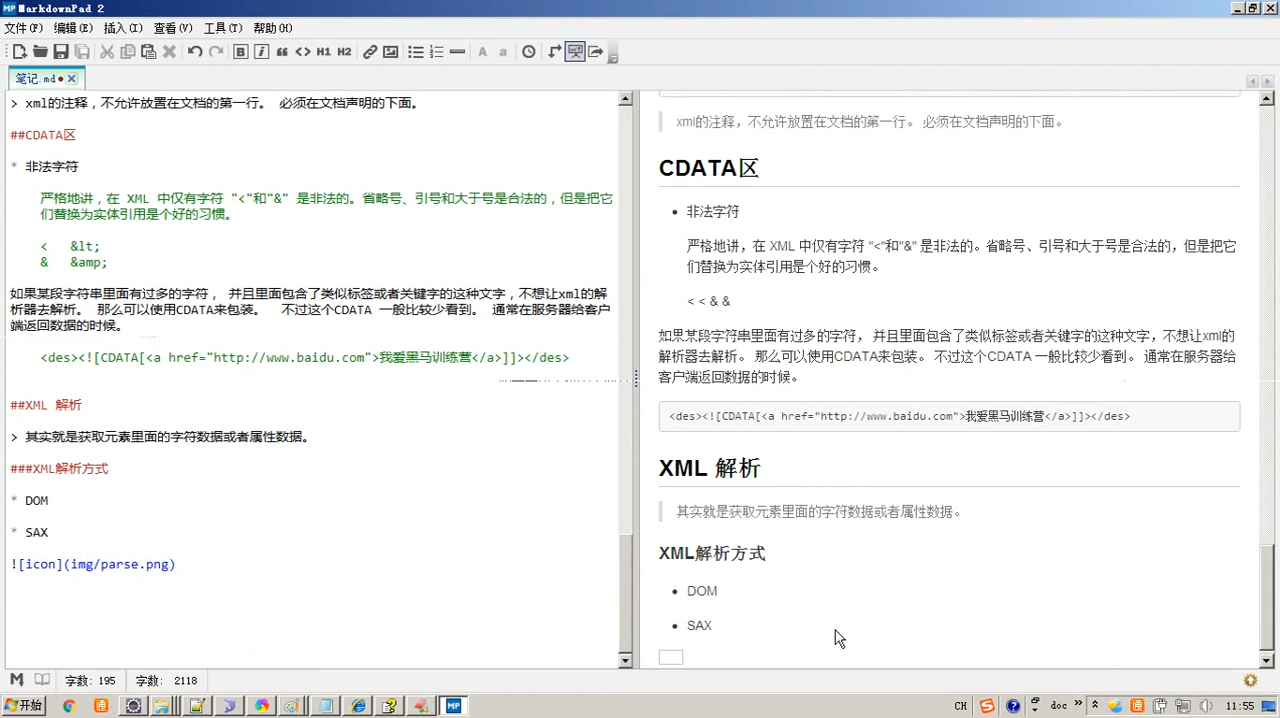 MarkdownPad 2
文件(F) 编辑(E) 插入(I) 查看(V) 工具(T) 帮助(H)
B i H1 H2 A a
笔记.md
> xml的注释，不允许放置在文档的第一行。 必须在文档声明的下面。
##CDATA区
* 非法字符
严格地讲，在 XML 中仅有字符 "<"和"&" 是非法的。省略号、引号和大于号是合法的，但是把它
们替换为实体引用是个好的习惯。
< &lt;
& &amp;
如果某段字符串里面有过多的字符， 并且里面包含了类似标签或者关键字的这种文字，不想让xml的解
析器去解析。 那么可以使用CDATA来包装。 不过这个CDATA 一般比较少看到。 通常在服务器给客户
端返回数据的时候。
<des><![CDATA[<a href="http://www.baidu.com">我爱黑马训练营</a>]]></des>
##XML 解析
> 其实就是获取元素里面的字符数据或者属性数据。
###XML解析方式
* DOM
* SAX
![icon](img/parse.png)
xml的注释，不允许放置在文档的第一行。 必须在文档声明的下面。
CDATA区
• 非法字符
严格地讲，在 XML 中仅有字符 "<"和"&" 是非法的。省略号、引号和大于号是合法的，但是把它
们替换为实体引用是个好的习惯。
< < & &
如果某段字符串里面有过多的字符， 并且里面包含了类似标签或者关键字的这种文字，不想让xml的
解析器去解析。 那么可以使用CDATA来包装。 不过这个CDATA 一般比较少看到。 通常在服务器给
客户端返回数据的时候。
<des><![CDATA[<a href="http://www.baidu.com">我爱黑马训练营</a>]]></des>
XML 解析
其实就是获取元素里面的字符数据或者属性数据。
XML解析方式
• DOM
• SAX
字数: 195 字数: 2118
开始 MP CH doc 11:55